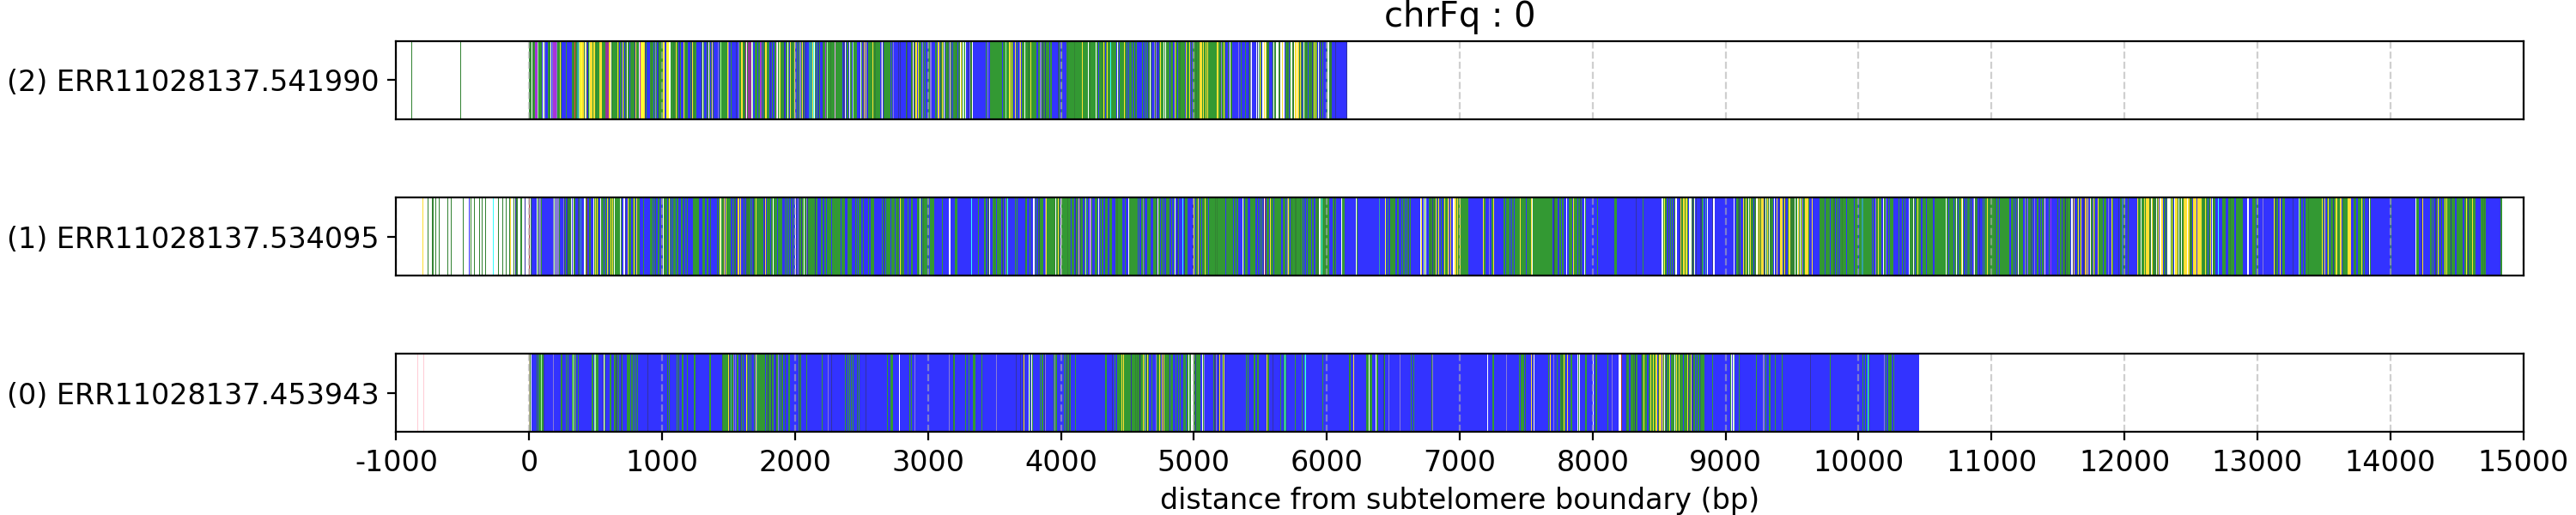 chrFq : 0
(2) ERR11028137.541990
(1) ERR11028137.534095
(0) ERR11028137.453943
-1000 0 1000 2000 3000 4000 5000 6000 7000 8000 9000 10000 11000 12000 13000 14000 15000
distance from subtelomere boundary (bp)